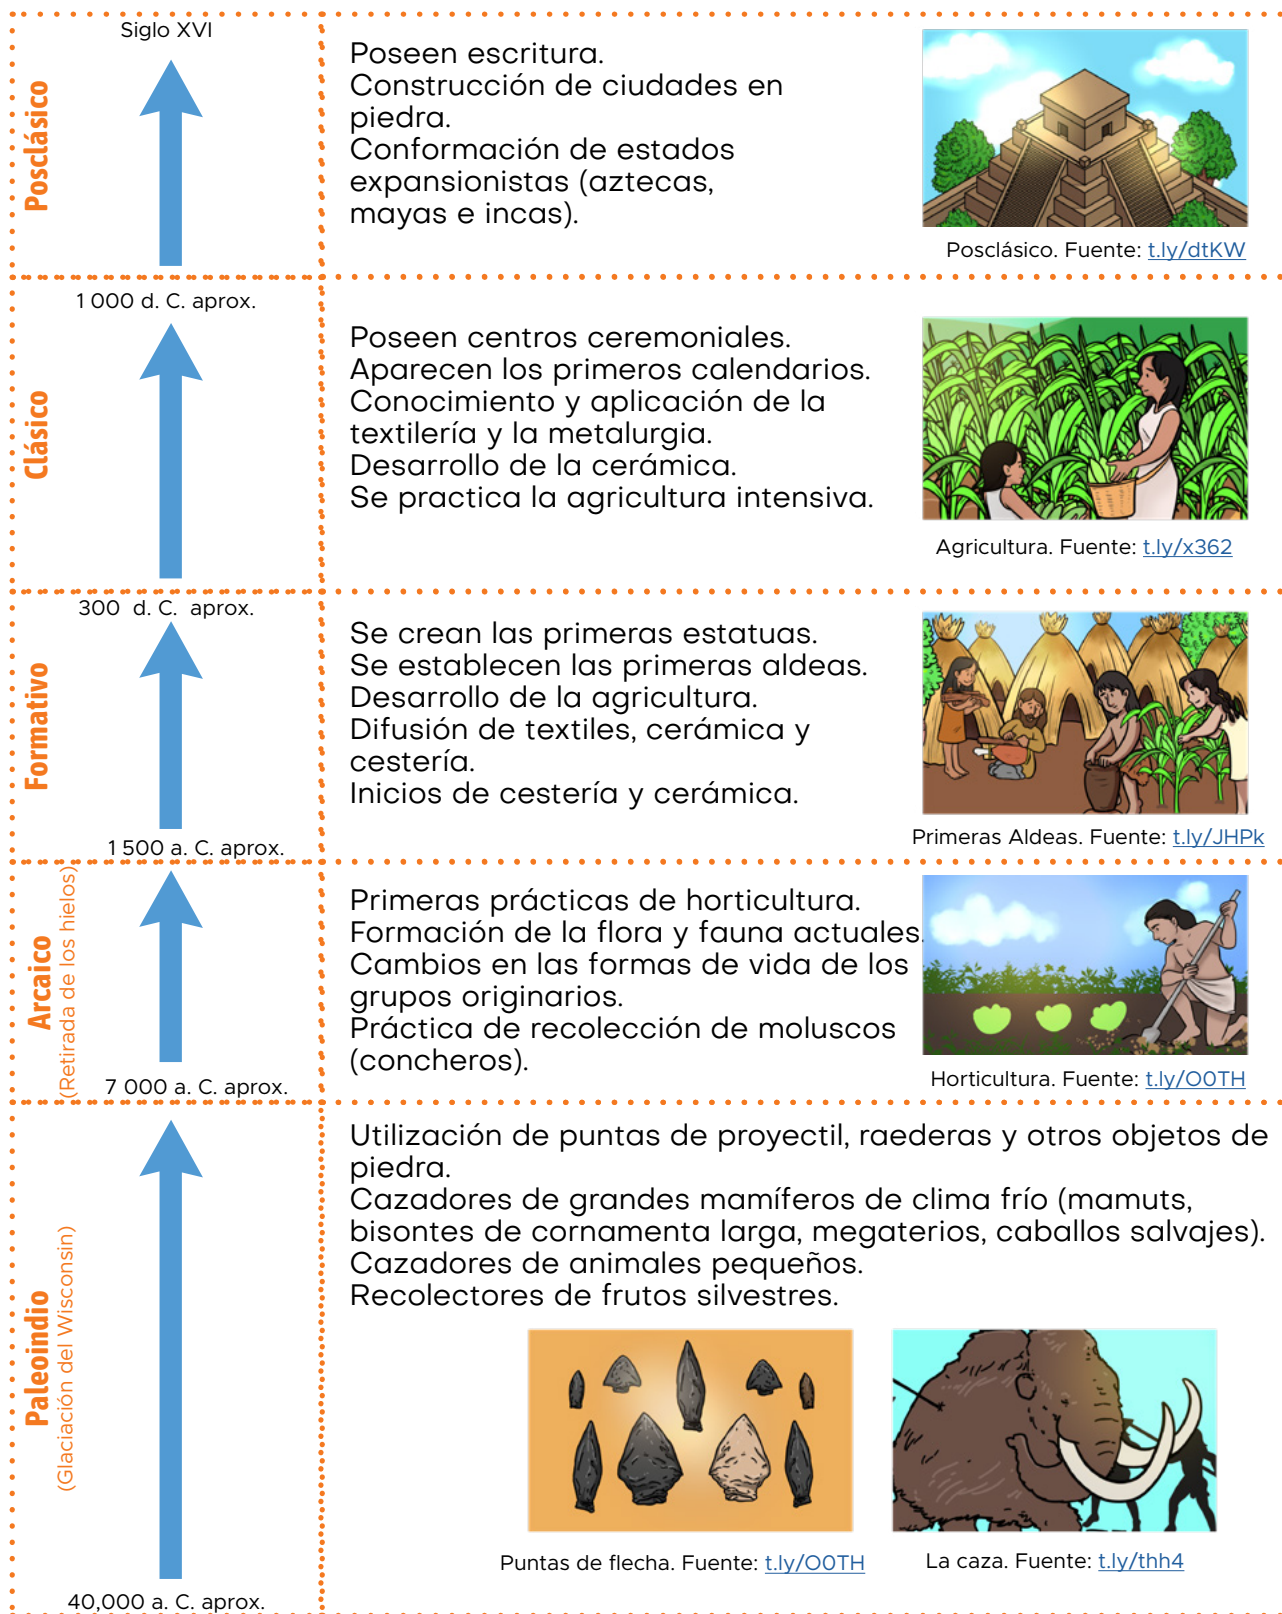 Siglo XVI
Posclásico
Poseen escritura.
Construcción de ciudades en
piedra.
Conformación de estados
expansionistas (aztecas,
mayas e incas).
Posclásico. Fuente: t.ly/dtKW
1 000 d. C. aprox.
Clásico
Poseen centros ceremoniales.
Aparecen los primeros calendarios.
Conocimiento y aplicación de la
textilería y la metalurgia.
Desarrollo de la cerámica.
Se practica la agricultura intensiva.
Agricultura. Fuente: t.ly/x362
300 d. C. aprox.
Formativo
Se crean las primeras estatuas.
Se establecen las primeras aldeas.
Desarrollo de la agricultura.
Difusión de textiles, cerámica y
cestería.
Inicios de cestería y cerámica.
Primeras Aldeas. Fuente: t.ly/JHPk
1 500 a. C. aprox.
Arcaico
(Retirada de los hielos)
Primeras prácticas de horticultura.
Formación de la flora y fauna actuales.
Cambios en las formas de vida de los
grupos originarios.
Práctica de recolección de moluscos
(concheros).
Horticultura. Fuente: t.ly/O0TH
7 000 a. C. aprox.
Paleoindio
(Glaciación del Wisconsin)
Utilización de puntas de proyectil, raederas y otros objetos de
piedra.
Cazadores de grandes mamíferos de clima frío (mamuts,
bisontes de cornamenta larga, megaterios, caballos salvajes).
Cazadores de animales pequeños.
Recolectores de frutos silvestres.
Puntas de flecha. Fuente: t.ly/O0TH
La caza. Fuente: t.ly/thh4
40,000 a. C. aprox.